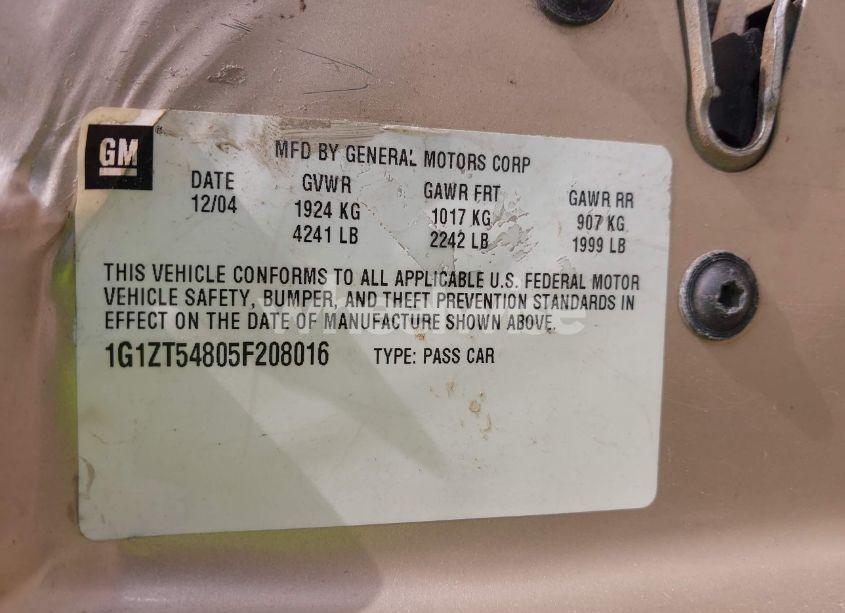 GM ®
MFD BY GENERAL MOTORS CORP
DATE GVWR GAWR FRT GAWR RR
12/04 1924 KG 1017 KG 907 KG
4241 LB 2242 LB 1999 LB
THIS VEHICLE CONFORMS TO ALL APPLICABLE U.S. FEDERAL MOTOR
VEHICLE SAFETY, BUMPER, AND THEFT PREVENTION STANDARDS IN
EFFECT ON THE DATE OF MANUFACTURE SHOWN ABOVE.
1G1ZT54805F208016 TYPE: PASS CAR